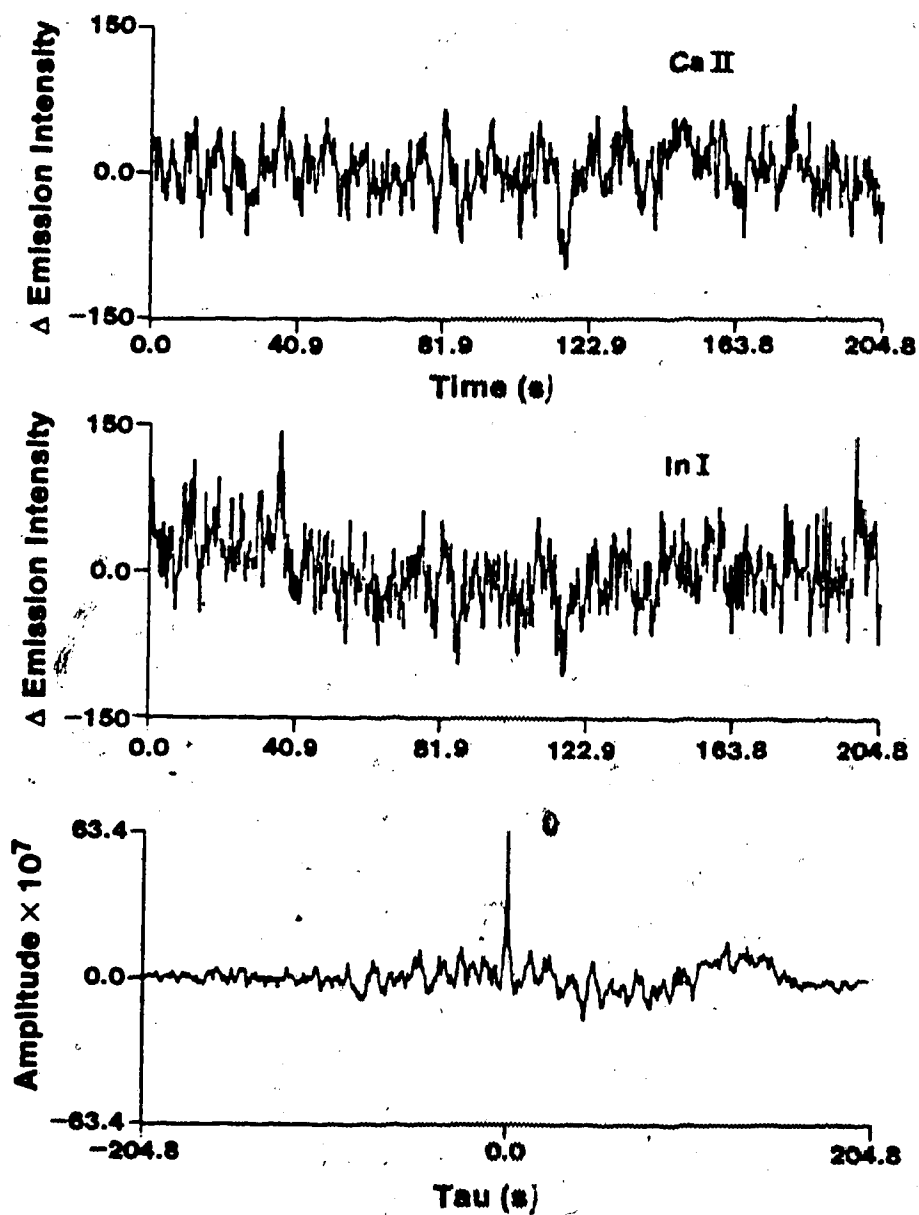 150
Ca II
Δ Emission Intensity
0.0
−150
0.0 40.9 81.9 122.9 163.8 204.8
Time (s)
150
In I
Δ Emission Intensity
0.0
−150
0.0 40.9 81.9 122.9 163.8 204.8
63.4
Amplitude × 10⁷
0.0
−63.4
−204.8 0.0 204.8
Tau (s)